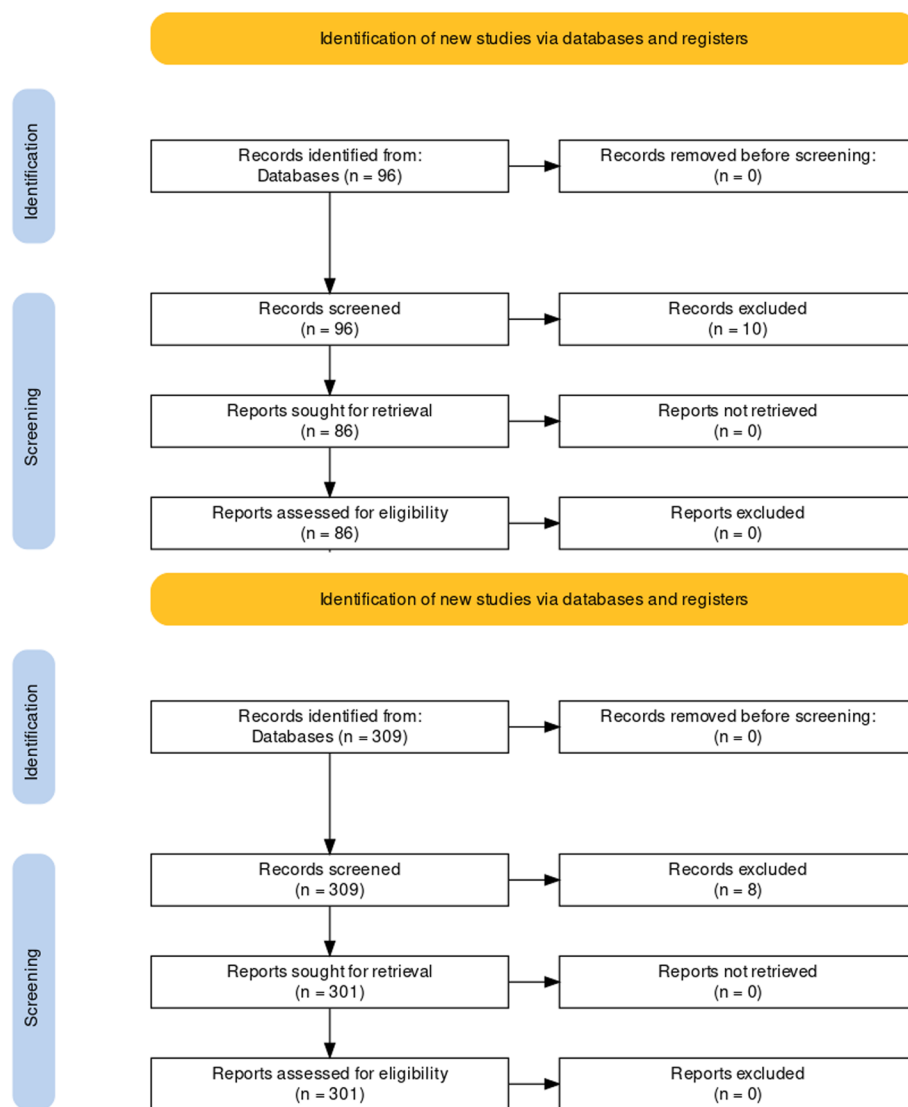 Identification of new studies via databases and registers
Identification
Records identified from:
Databases (n = 96)
Records removed before screening:
(n = 0)
Screening
Records screened
(n = 96)
Records excluded
(n = 10)
Reports sought for retrieval
(n = 86)
Reports not retrieved
(n = 0)
Reports assessed for eligibility
(n = 86)
Reports excluded
(n = 0)
Identification of new studies via databases and registers
Identification
Records identified from:
Databases (n = 309)
Records removed before screening:
(n = 0)
Screening
Records screened
(n = 309)
Records excluded
(n = 8)
Reports sought for retrieval
(n = 301)
Reports not retrieved
(n = 0)
Reports assessed for eligibility
(n = 301)
Reports excluded
(n = 0)